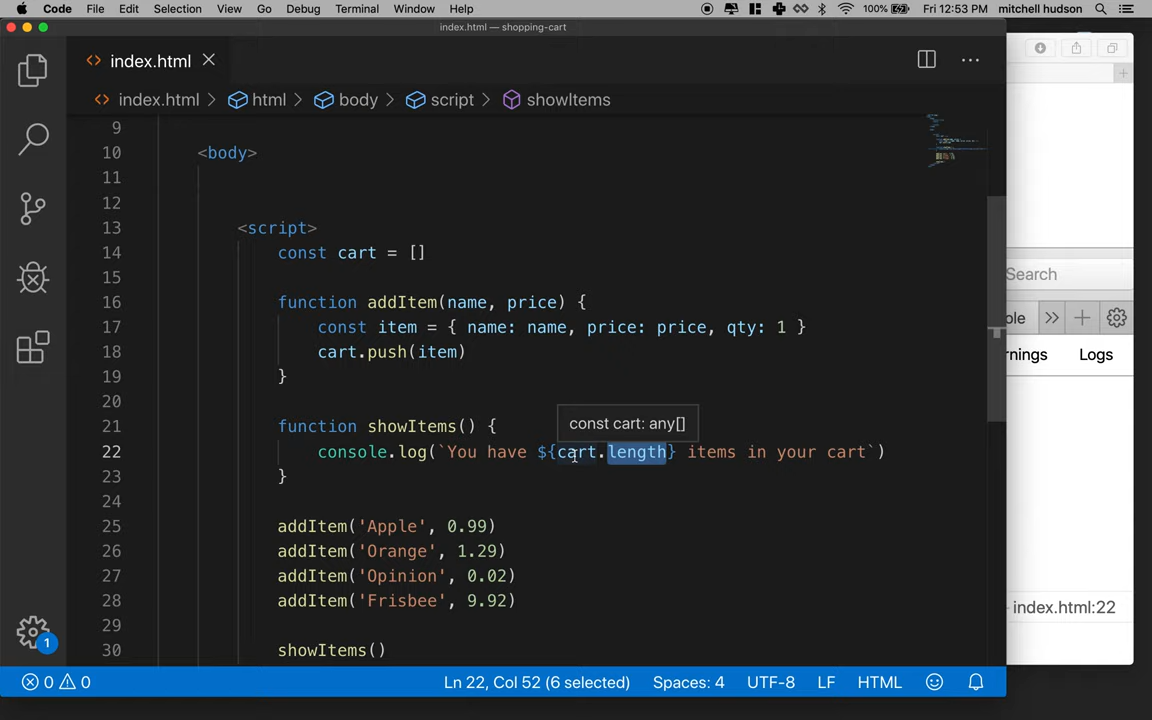 Code File Edit Selection View Go Debug Terminal Window Help 100% Fri 12:53 PM mitchell hudson
index.html — shopping-cart
<> index.html ×
<> index.html > html > body > script > showItems
9
10 <body>
11
12
13 <script>
14 const cart = []
15
16 function addItem(name, price) {
17 const item = { name: name, price: price, qty: 1 }
18 cart.push(item)
19 }
20
const cart: any[]
21 function showItems() {
22 console.log(`You have ${cart.length} items in your cart`)
23 }
24
25 addItem('Apple', 0.99)
26 addItem('Orange', 1.29)
27 addItem('Opinion', 0.02)
28 addItem('Frisbee', 9.92)
29
30 showItems()
1
0 0 Ln 22, Col 52 (6 selected) Spaces: 4 UTF-8 LF HTML
Search
ble >> +
rnings Logs
index.html:22